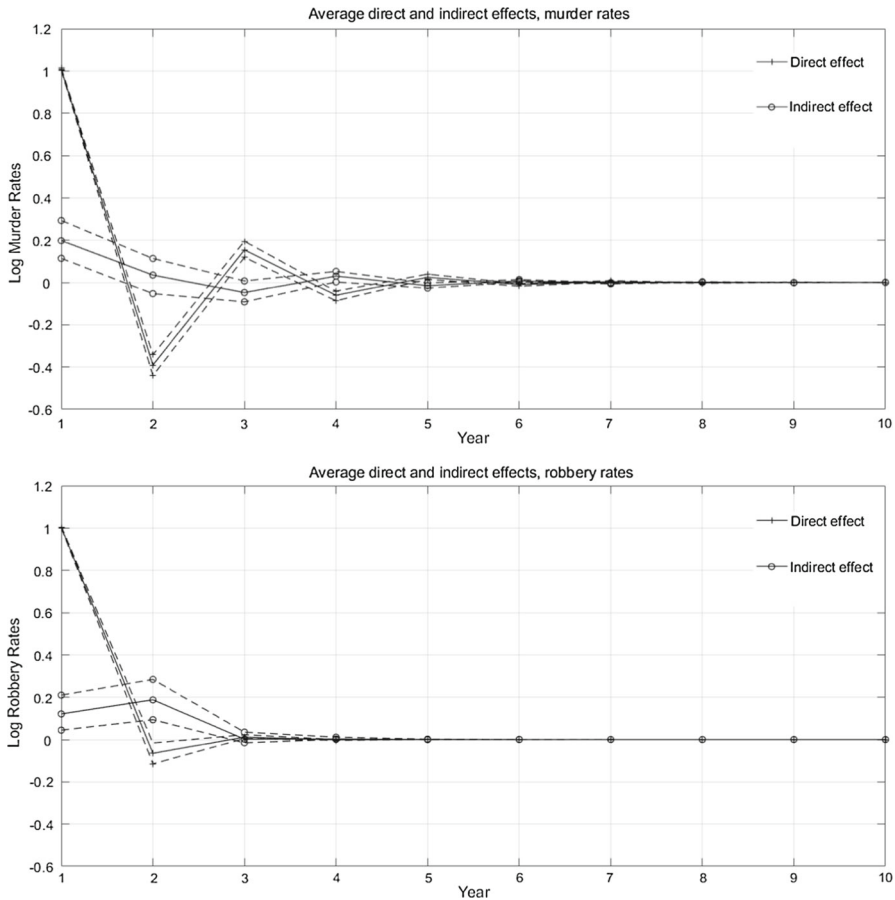 Average direct and indirect effects, murder rates
1.2
1
0.8
0.6
0.4
0.2
0
-0.2
-0.4
-0.6
Log Murder Rates
Direct effect
Indirect effect
1 2 3 4 5 6 7 8 9 10
Year
Average direct and indirect effects, robbery rates
1.2
1
0.8
0.6
0.4
0.2
0
-0.2
-0.4
-0.6
Log Robbery Rates
Direct effect
Indirect effect
1 2 3 4 5 6 7 8 9 10
Year